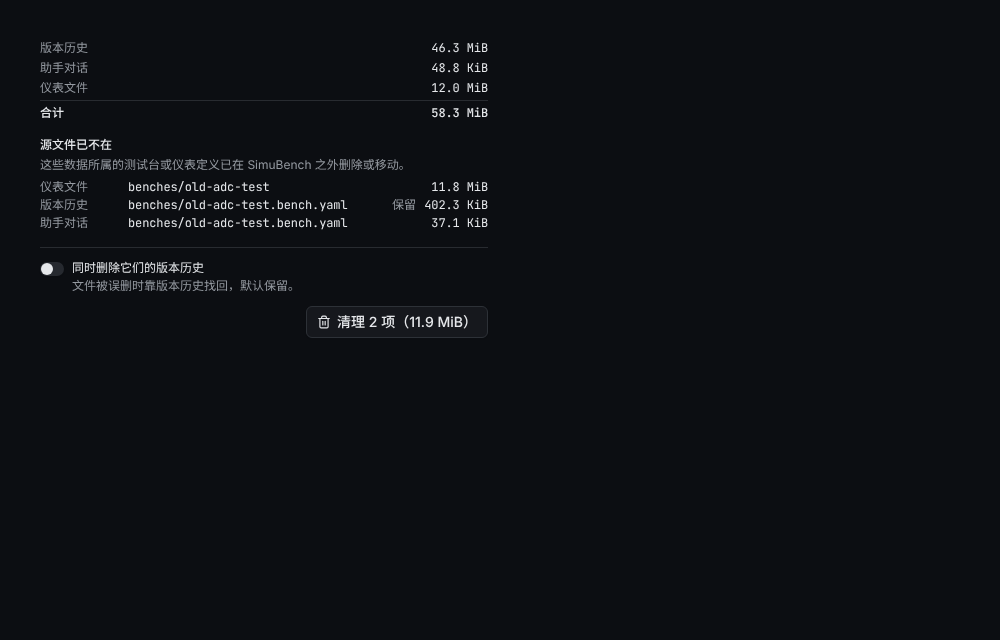 版本历史 46.3 MiB
助手对话 48.8 KiB
仪表文件 12.0 MiB
合计 58.3 MiB
源文件已不在
这些数据所属的测试台或仪表定义已在 SimuBench 之外删除或移动。
仪表文件 benches/old-adc-test 11.8 MiB
版本历史 benches/old-adc-test.bench.yaml 保留 402.3 KiB
助手对话 benches/old-adc-test.bench.yaml 37.1 KiB
同时删除它们的版本历史
文件被误删时靠版本历史找回，默认保留。
清理 2 项（11.9 MiB）